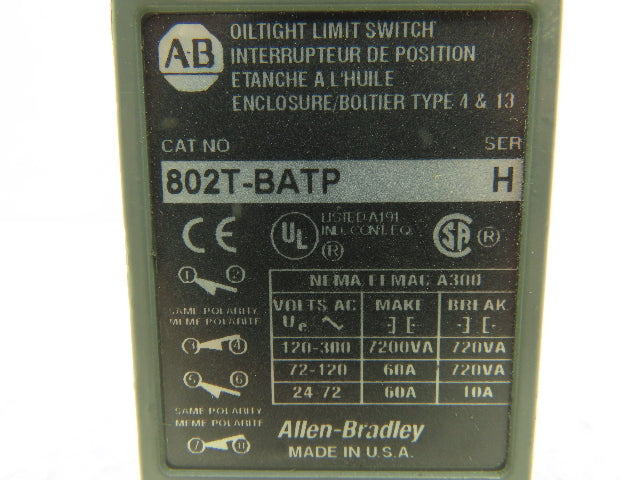 AB
OILTIGHT LIMIT SWITCH
INTERRUPTEUR DE POSITION
ETANCHE A L'HUILE
ENCLOSURE/BOITIER TYPE 4 & 13
CAT NO SER
802T-BATP H
CE UL LISTED A191 SA ®
IND. CONT. EQ.
®
1 2
NEMA EEMAC A300
SAME POLARITY
MEME POLARITE
VOLTS AC MAKE BREAK
Ue ∼ ][ ][
3 4
120-300 7200VA 720VA
5 6
72-120 60A 720VA
24-72 60A 10A
SAME POLARITY
MEME POLARITE
7
Allen-Bradley
MADE IN U.S.A.